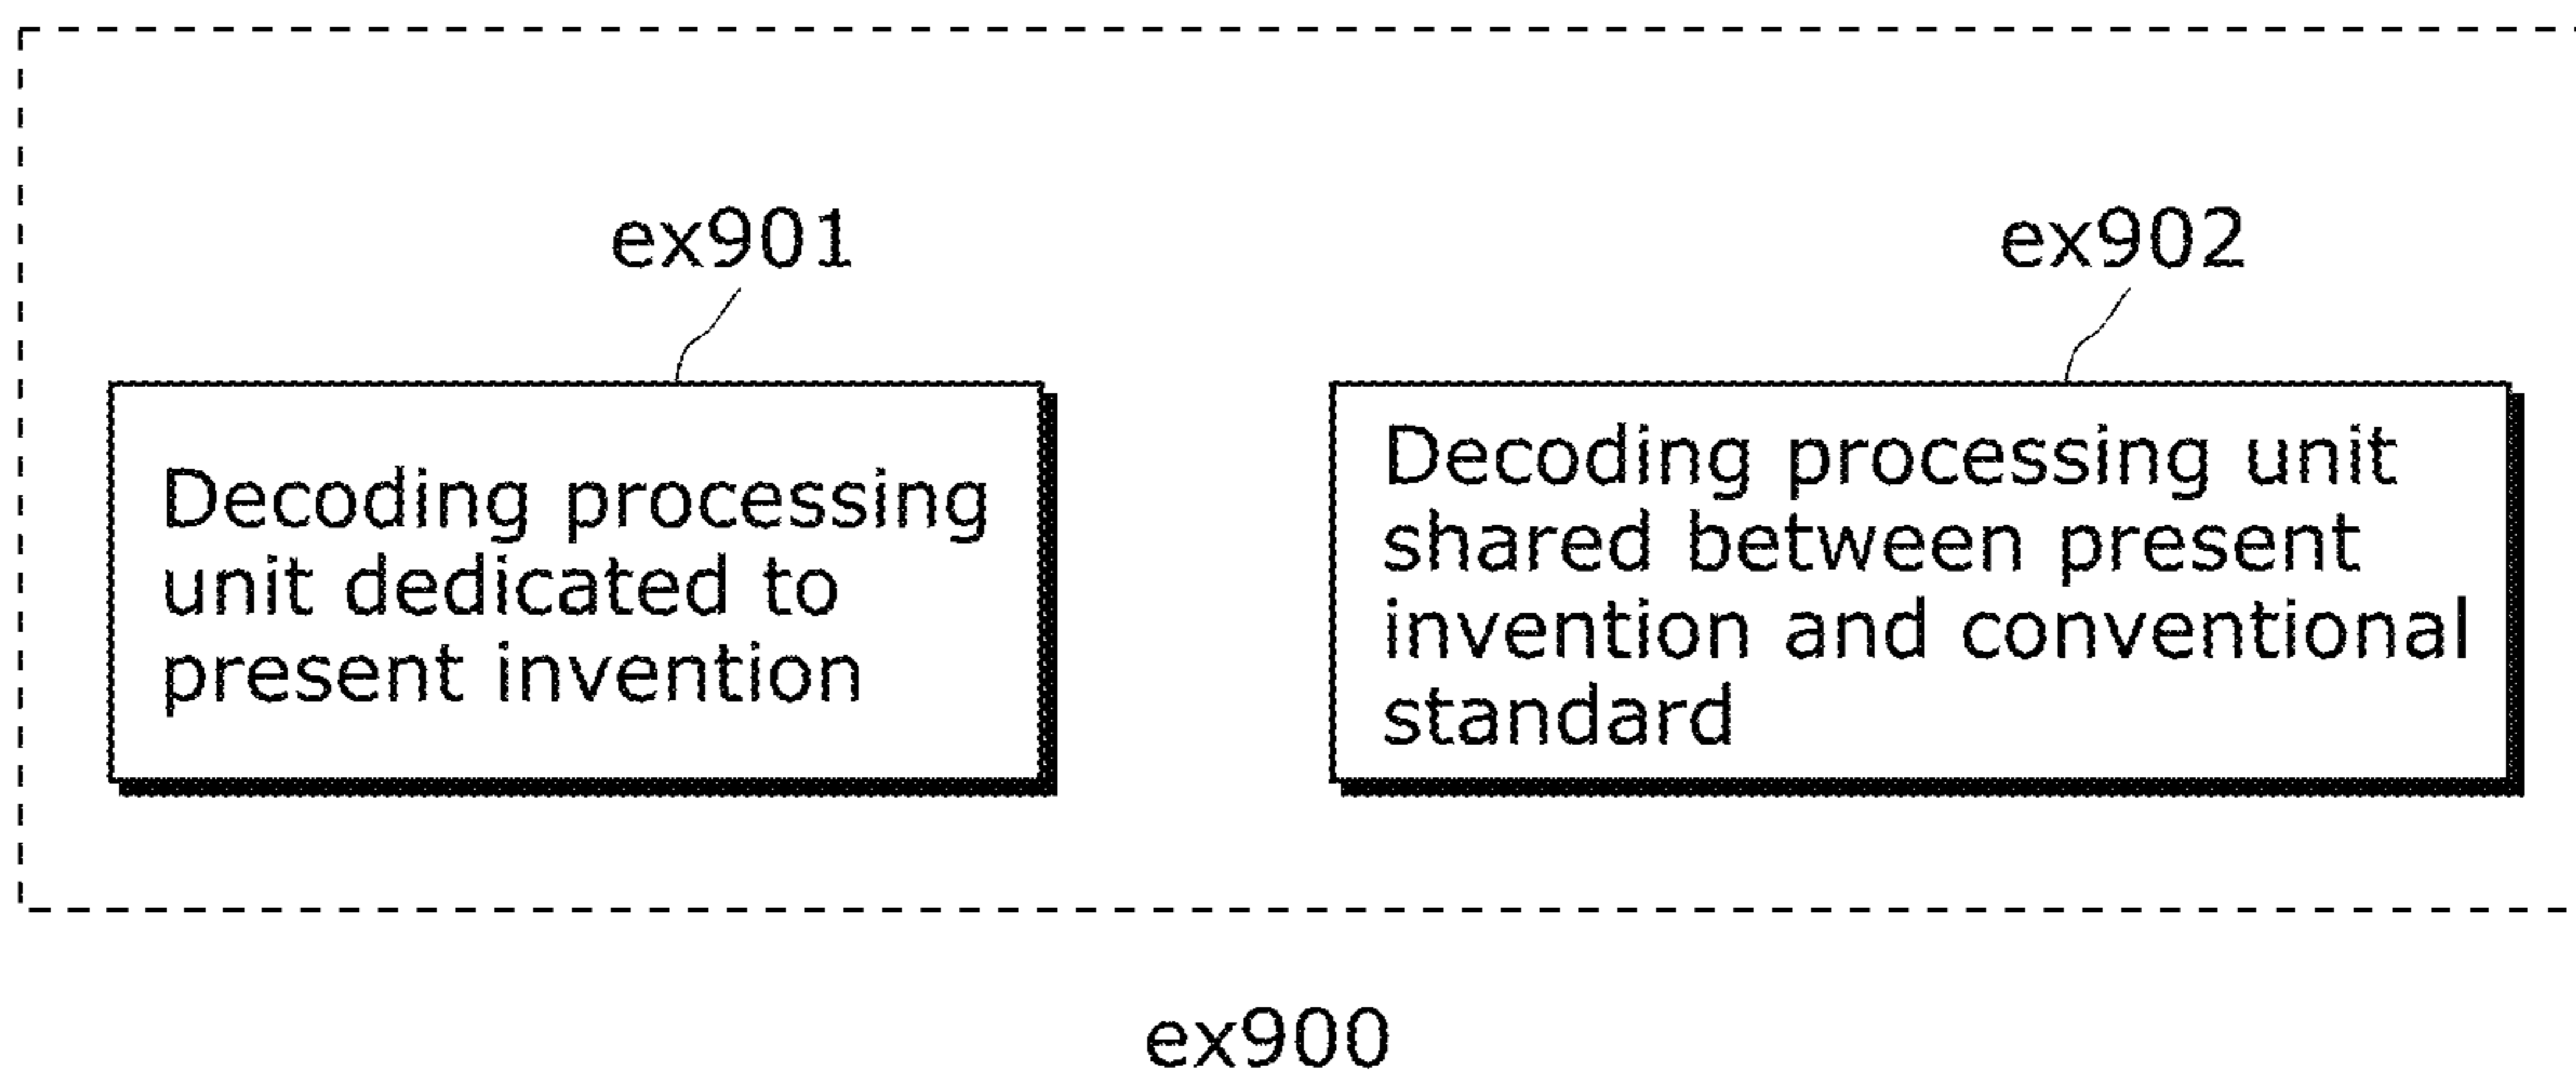 ex901
ex902
Decoding processing
unit dedicated to
present invention
Decoding processing unit
shared between present
invention and conventional
standard
ex900